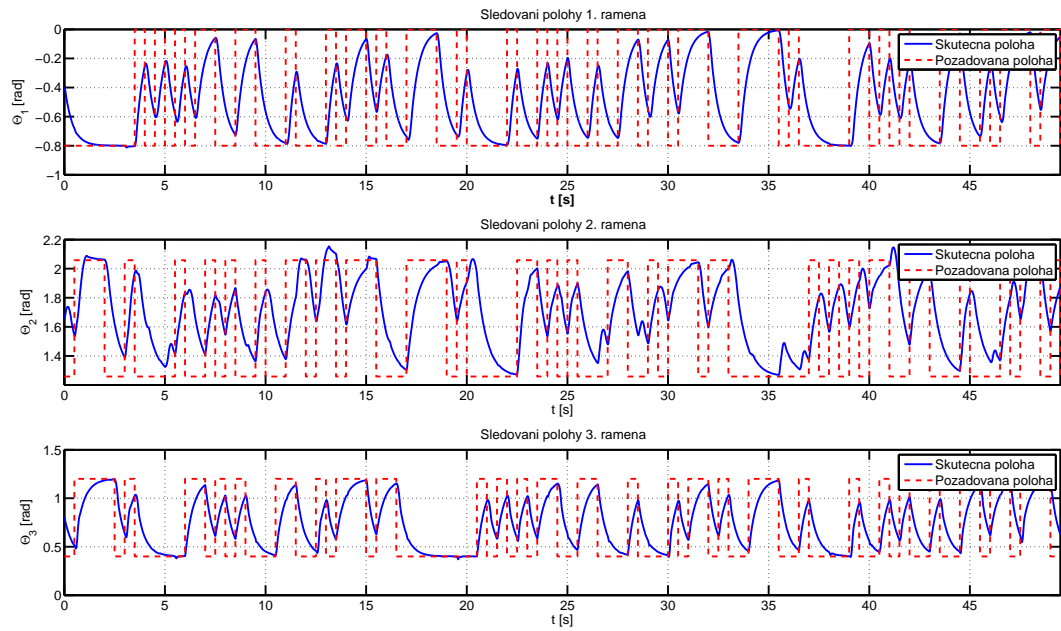 Sledovani polohy 1. ramena
0
−0.2
−0.4
−0.6
−0.8
−1
Θ1 [rad]
Skutecna poloha
Pozadovana poloha
0 5 10 15 20 25 30 35 40 45
t [s]
Sledovani polohy 2. ramena
2.2
2
1.8
1.6
1.4
Θ2 [rad]
Skutecna poloha
Pozadovana poloha
0 5 10 15 20 25 30 35 40 45
t [s]
Sledovani polohy 3. ramena
1.5
1
0.5
0
Θ3 [rad]
Skutecna poloha
Pozadovana poloha
0 5 10 15 20 25 30 35 40 45
t [s]